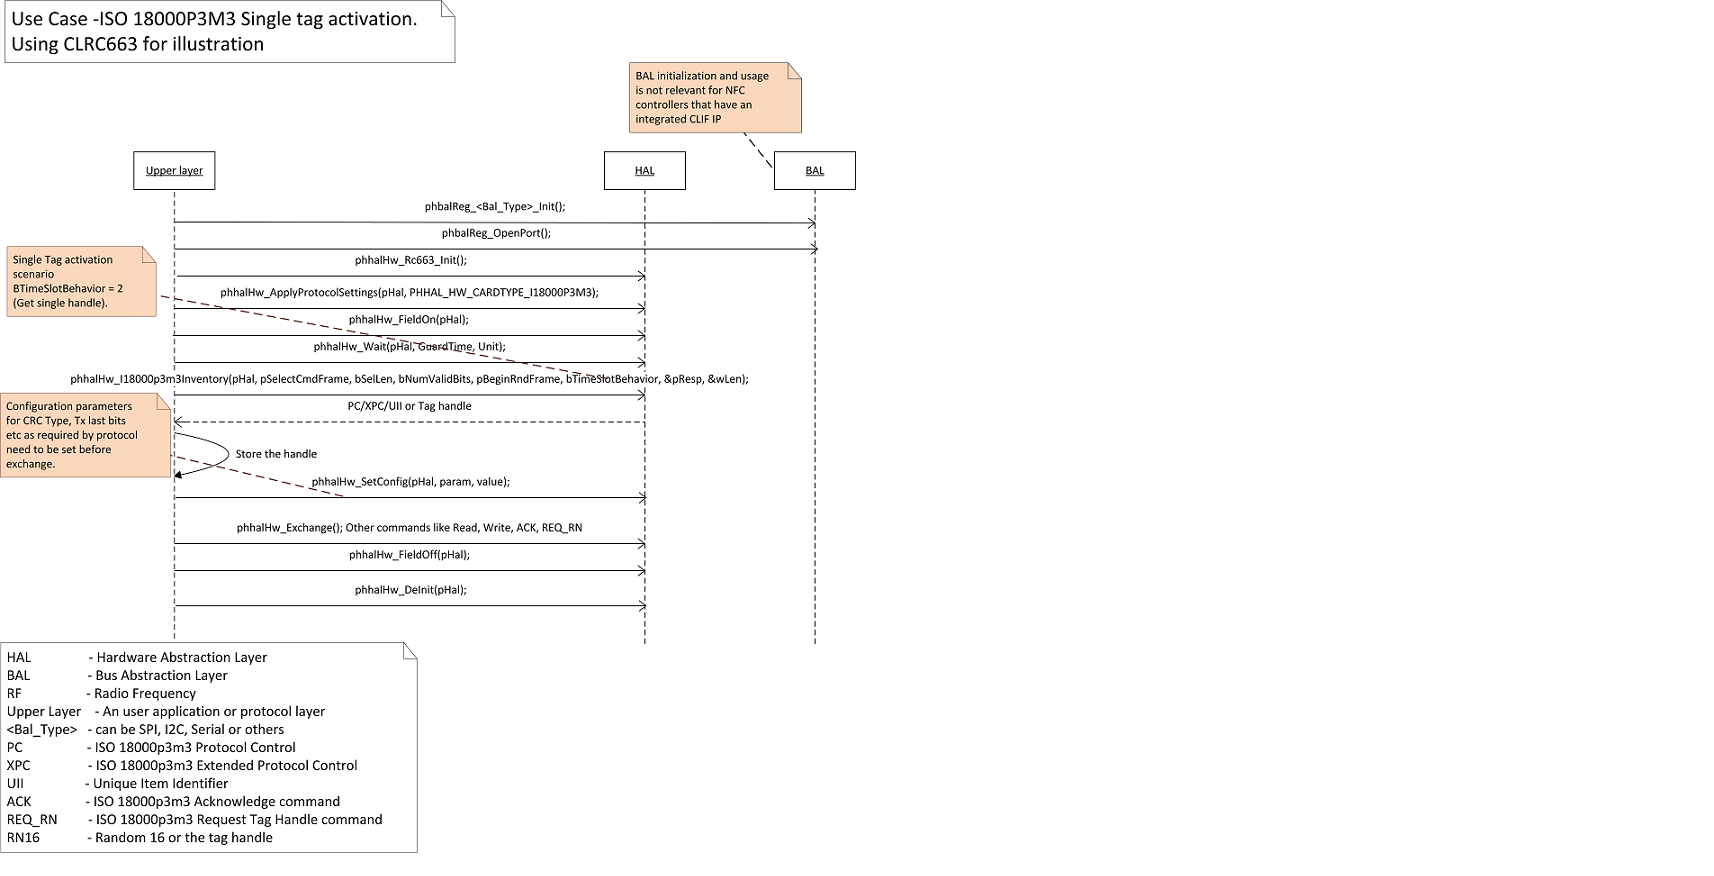 Use Case -ISO 18000P3M3 Single tag activation.
Using CLRC663 for illustration
BAL initialization and usage
is not relevant for NFC
controllers that have an
integrated CLIF IP
Upper layer
HAL
BAL
phbalReg_<Bal_Type>_Init();
phbalReg_OpenPort();
Single Tag activation
scenario
BTimeSlotBehavior = 2
(Get single handle).
phhalHw_Rc663_Init();
phhalHw_ApplyProtocolSettings(pHal, PHHAL_HW_CARDTYPE_I18000P3M3);
phhalHw_FieldOn(pHal);
phhalHw_Wait(pHal, GuardTime, Unit);
phhalHw_I18000p3m3Inventory(pHal, pSelectCmdFrame, bSelLen, bNumValidBits, pBeginRndFrame, bTimeSlotBehavior, &pResp, &wLen);
Configuration parameters
for CRC Type, Tx last bits
etc as required by protocol
need to be set before
exchange.
PC/XPC/UII or Tag handle
Store the handle
phhalHw_SetConfig(pHal, param, value);
phhalHw_Exchange(); Other commands like Read, Write, ACK, REQ_RN
phhalHw_FieldOff(pHal);
phhalHw_DeInit(pHal);
HAL - Hardware Abstraction Layer
BAL - Bus Abstraction Layer
RF - Radio Frequency
Upper Layer - An user application or protocol layer
<Bal_Type> - can be SPI, I2C, Serial or others
PC - ISO 18000p3m3 Protocol Control
XPC - ISO 18000p3m3 Extended Protocol Control
UII - Unique Item Identifier
ACK - ISO 18000p3m3 Acknowledge command
REQ_RN - ISO 18000p3m3 Request Tag Handle command
RN16 - Random 16 or the tag handle